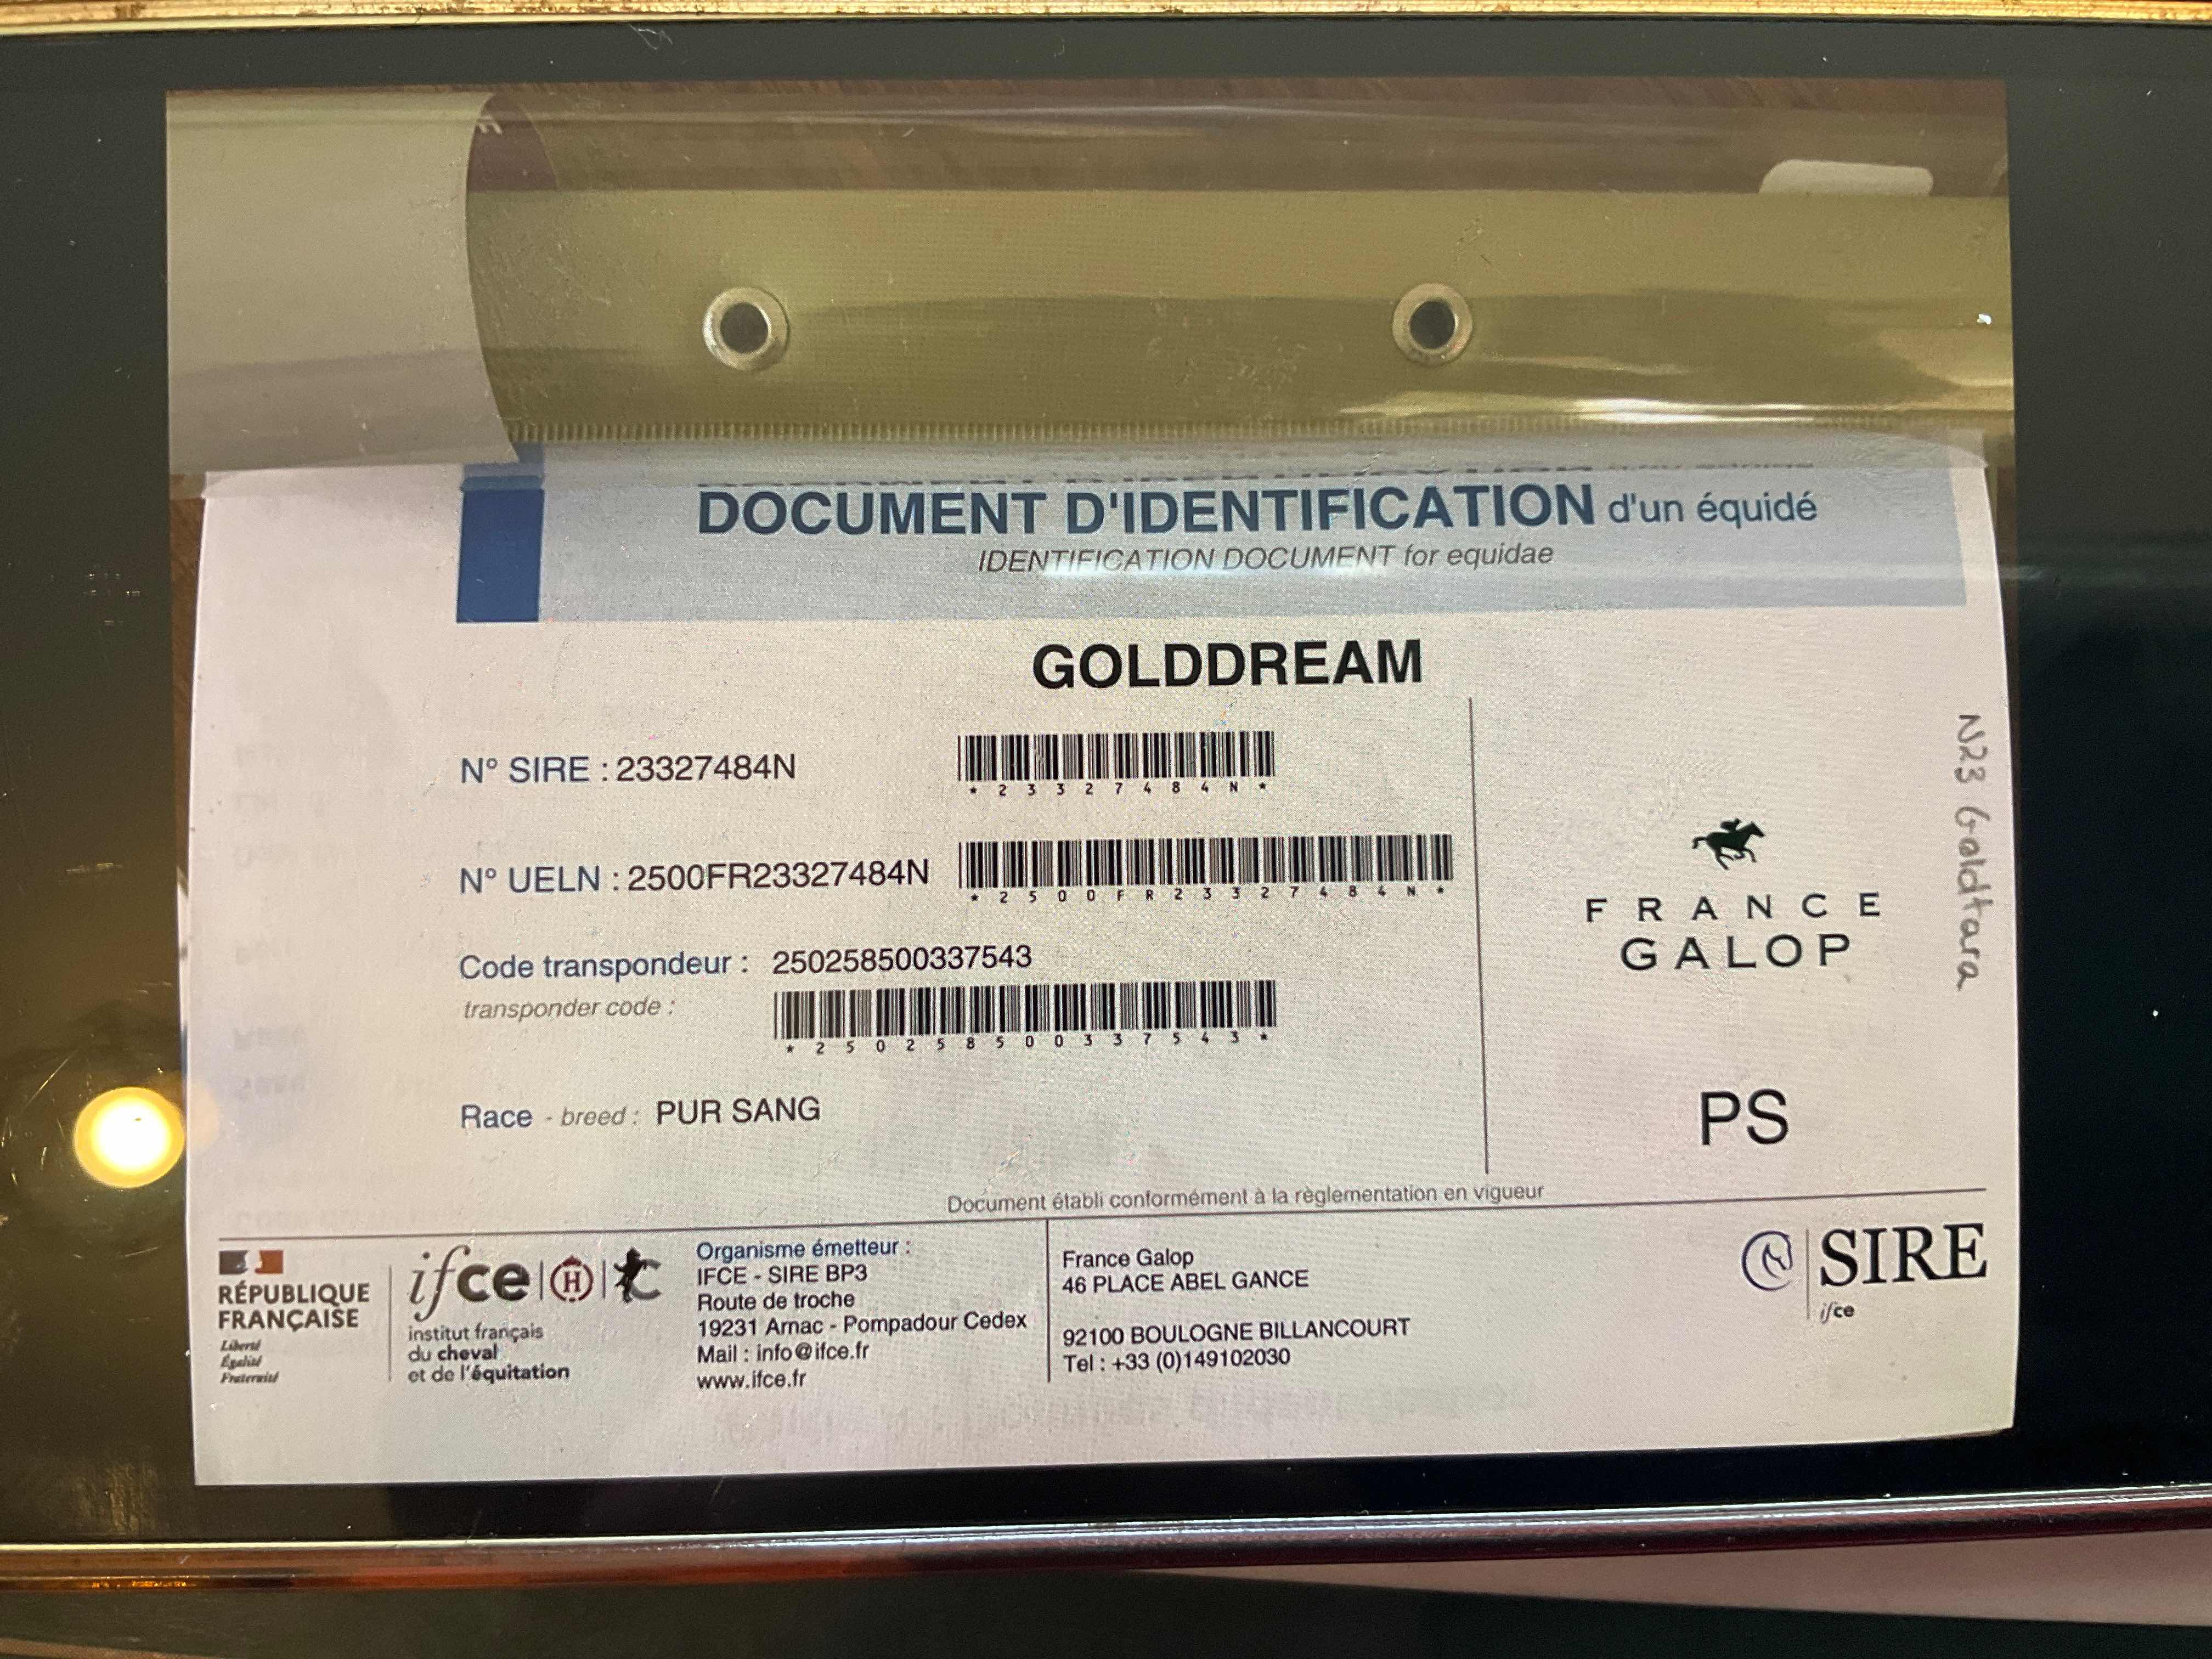 DOCUMENT D'IDENTIFICATION d'un équidé
IDENTIFICATION DOCUMENT for equidae
GOLDDREAM
N° SIRE : 23327484N
*23327484N*
N° UELN : 2500FR23327484N
*2500FR23327484N*
Code transpondeur : 250258500337543
transponder code :
*250258500337543*
Race - breed : PUR SANG
FRANCE
GALOP
PS
N23 Goldtara
Document établi conformément à la règlementation en vigueur
RÉPUBLIQUE
FRANÇAISE
Liberté
Égalité
Fraternité
ifce
institut français
du cheval
et de l'équitation
Organisme émetteur :
IFCE - SIRE BP3
Route de troche
19231 Arnac - Pompadour Cedex
Mail : info@ifce.fr
www.ifce.fr
France Galop
46 PLACE ABEL GANCE
92100 BOULOGNE BILLANCOURT
Tel : +33 (0)149102030
SIRE
ifce